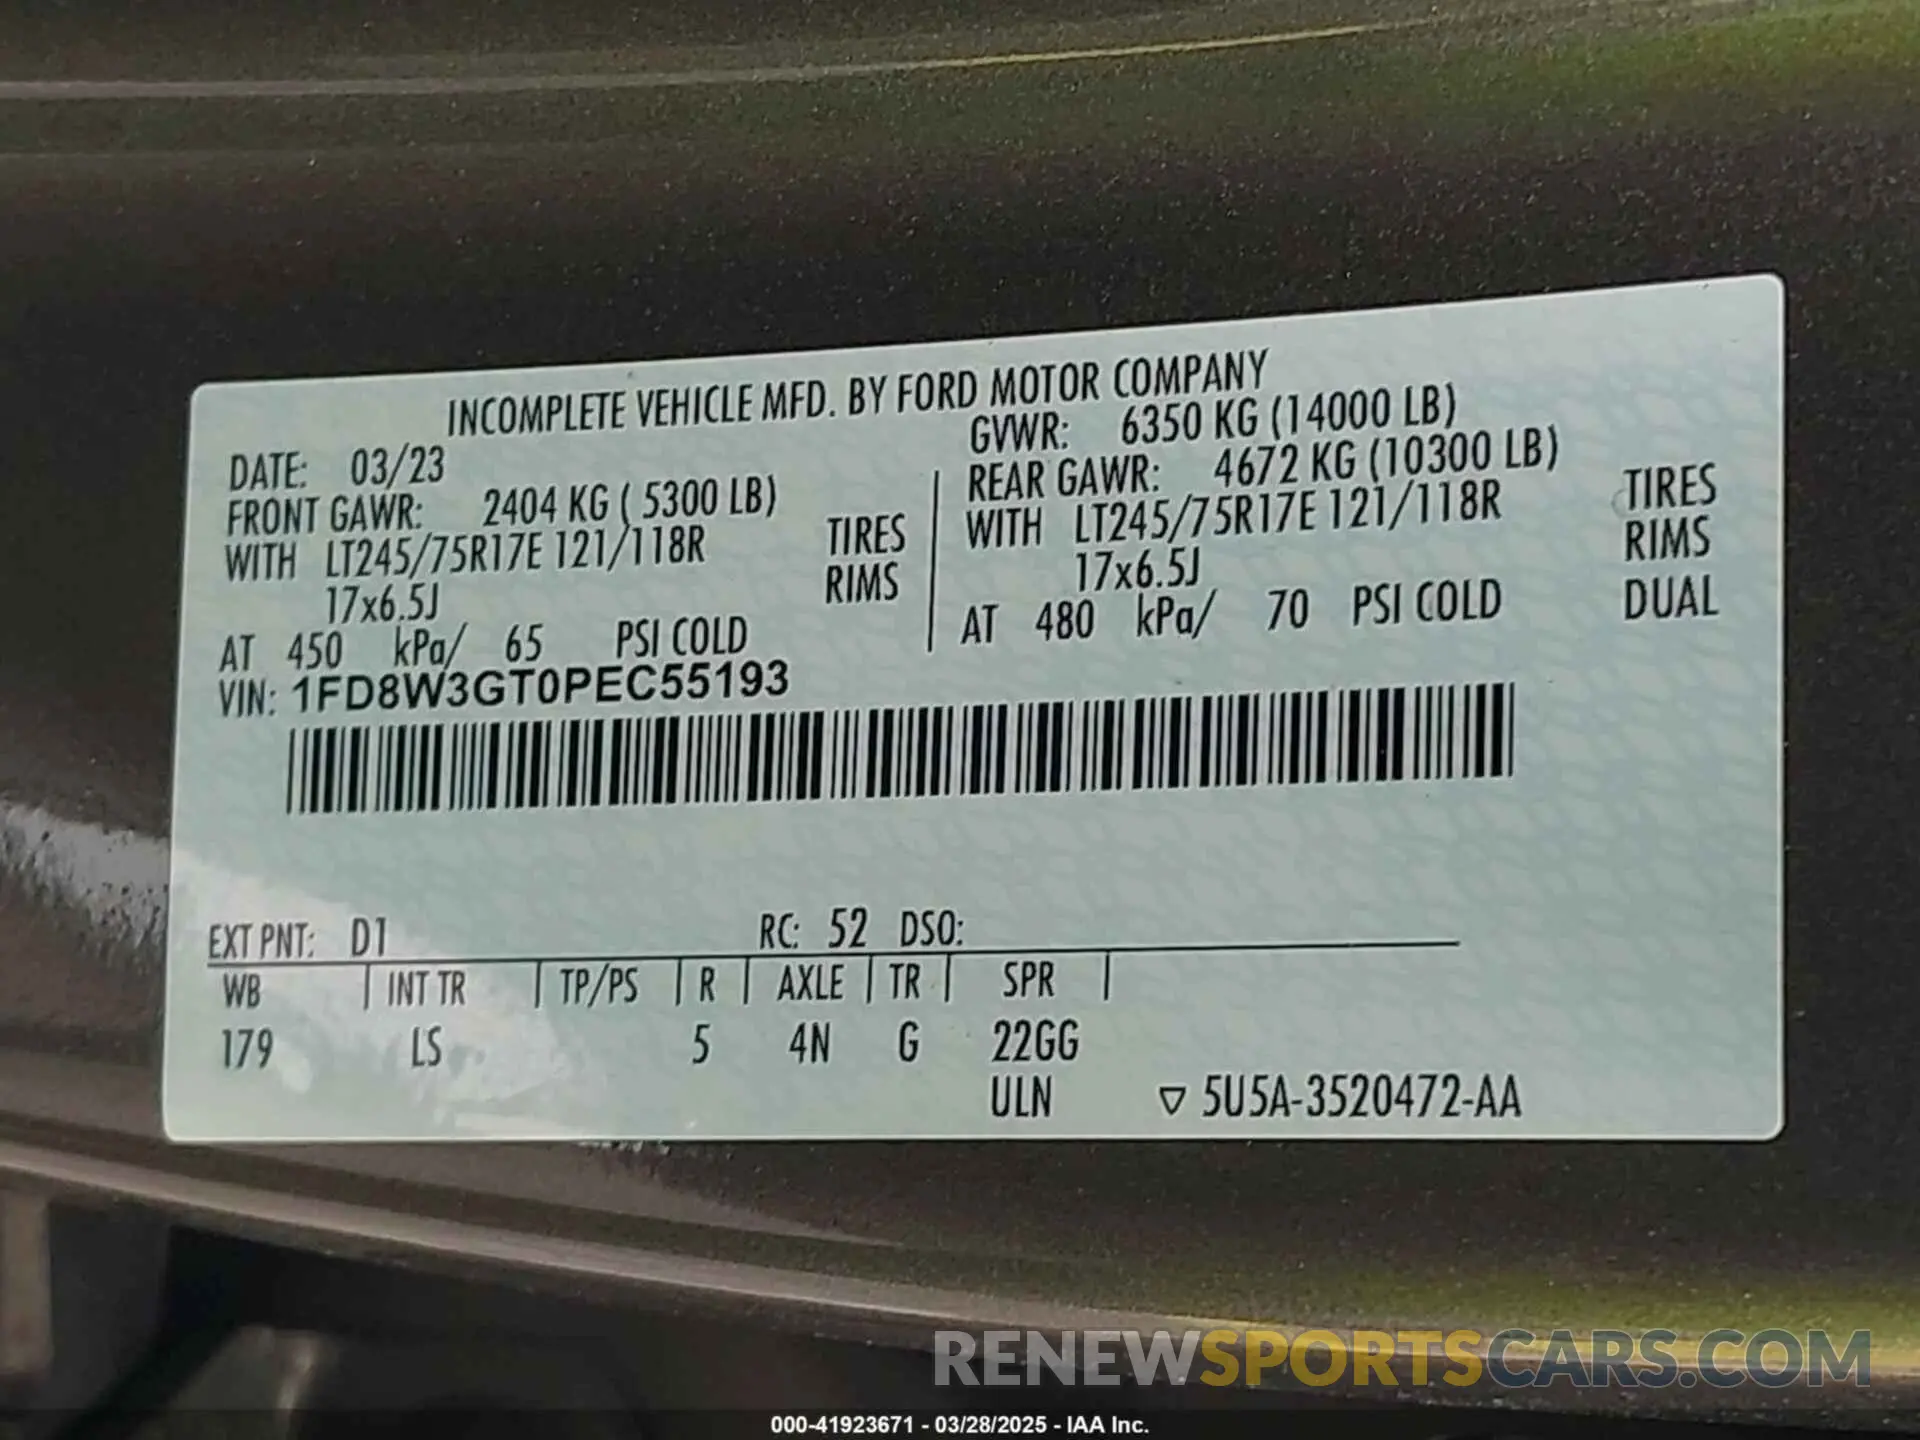 INCOMPLETE VEHICLE MFD. BY FORD MOTOR COMPANY
DATE: 03/23
GVWR: 6350 KG (14000 LB)
FRONT GAWR: 2404 KG ( 5300 LB)
WITH LT245/75R17E 121/118R TIRES
17x6.5J RIMS
AT 450 kPa/ 65 PSI COLD
REAR GAWR: 4672 KG (10300 LB)
WITH LT245/75R17E 121/118R TIRES
17x6.5J RIMS
AT 480 kPa/ 70 PSI COLD DUAL
VIN: 1FD8W3GT0PEC55193
EXT PNT: D1 RC: 52 DSO:
WB INT TR TP/PS R AXLE TR SPR
179 LS 5 4N G 22GG
ULN ▽ 5U5A-3520472-AA
RENEWSPORTSCARS.COM
000-41923671 - 03/28/2025 - IAA Inc.